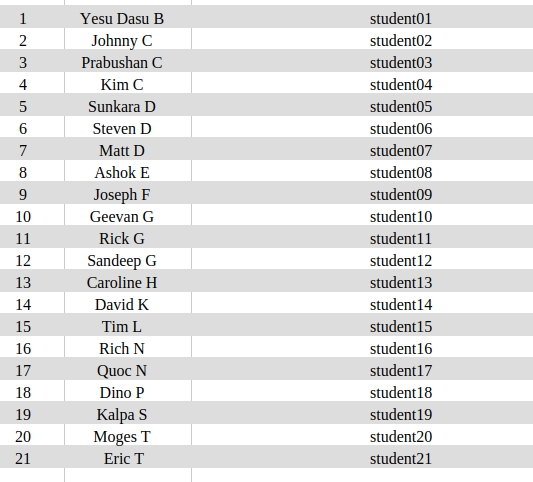 1 Yesu Dasu B student01
2 Johnny C student02
3 Prabushan C student03
4 Kim C student04
5 Sunkara D student05
6 Steven D student06
7 Matt D student07
8 Ashok E student08
9 Joseph F student09
10 Geevan G student10
11 Rick G student11
12 Sandeep G student12
13 Caroline H student13
14 David K student14
15 Tim L student15
16 Rich N student16
17 Quoc N student17
18 Dino P student18
19 Kalpa S student19
20 Moges T student20
21 Eric T student21